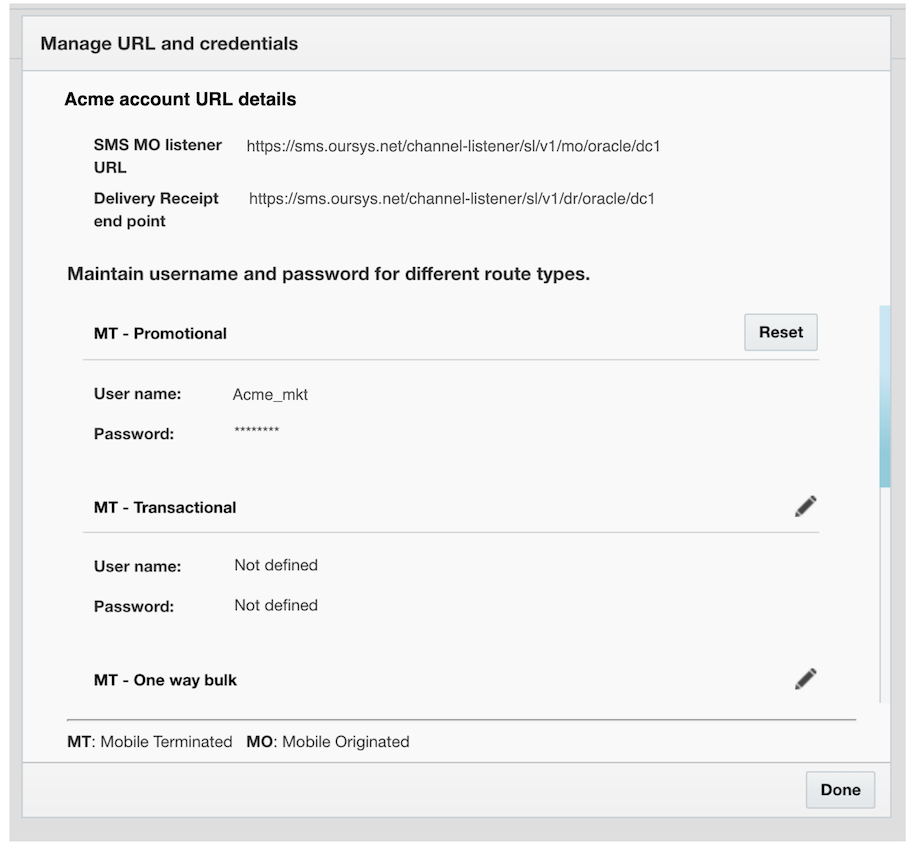 Manage URL and credentials
Acme account URL details
SMS MO listener URL https://sms.oursys.net/channel-listener/sl/v1/mo/oracle/dc1
Delivery Receipt end point https://sms.oursys.net/channel-listener/sl/v1/dr/oracle/dc1
Maintain username and password for different route types.
MT - Promotional Reset
User name: Acme_mkt
Password: ********
MT - Transactional
User name: Not defined
Password: Not defined
MT - One way bulk
MT: Mobile Terminated MO: Mobile Originated
Done